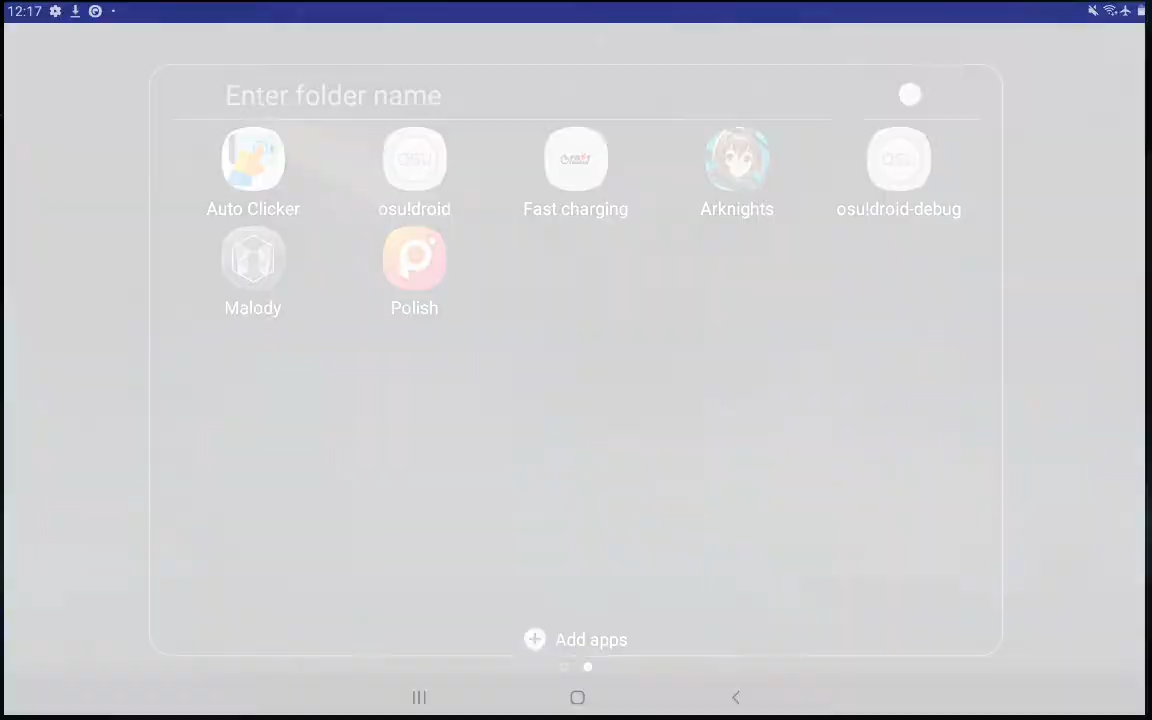 12:17
Enter folder name
Auto Clicker
osu!droid
Fast charging
Arknights
osu!droid-debug
Malody
Polish
Add apps